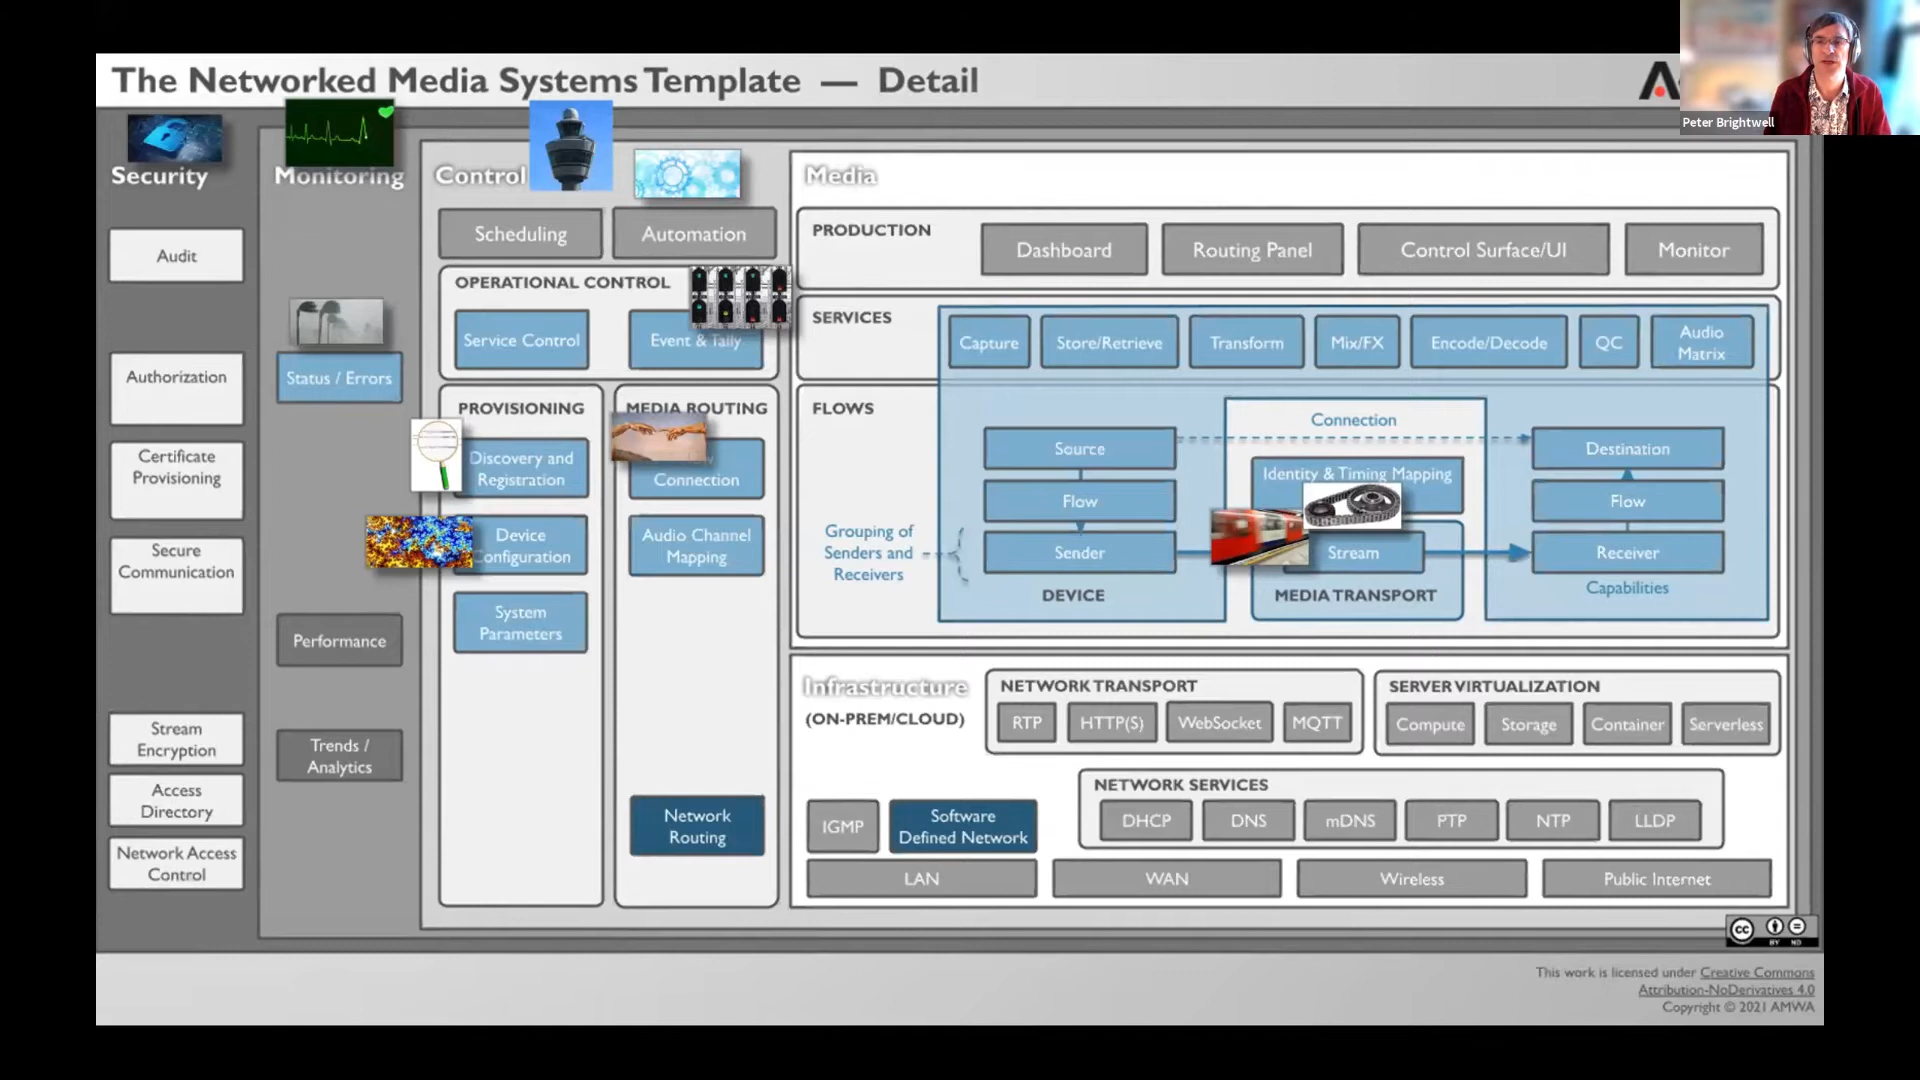 The Networked Media Systems Template — Detail
Peter Brightwell
Security
Audit
Authorization
Certificate
Provisioning
Secure
Communication
Stream
Encryption
Access
Directory
Network Access
Control
Monitoring
Status / Errors
Performance
Trends /
Analytics
Control
Scheduling
Automation
OPERATIONAL CONTROL
Service Control
Event & Tally
PROVISIONING
Discovery and
Registration
Device
Configuration
System
Parameters
MEDIA ROUTING
Connection
Audio Channel
Mapping
Network
Routing
Media
PRODUCTION
Dashboard
Routing Panel
Control Surface/UI
Monitor
SERVICES
Capture
Store/Retrieve
Transform
Mix/FX
Encode/Decode
QC
Audio
Matrix
FLOWS
Grouping of
Senders and
Receivers
Source
Flow
Sender
DEVICE
Connection
Identity & Timing Mapping
Stream
MEDIA TRANSPORT
Destination
Flow
Receiver
Capabilities
Infrastructure
(ON-PREM/CLOUD)
NETWORK TRANSPORT
RTP
HTTP(S)
WebSocket
MQTT
SERVER VIRTUALIZATION
Compute
Storage
Container
Serverless
NETWORK SERVICES
DHCP
DNS
mDNS
PTP
NTP
LLDP
IGMP
Software
Defined Network
LAN
WAN
Wireless
Public Internet
cc
BY ND
This work is licensed under Creative Commons
Attribution-NoDerivatives 4.0
Copyright © 2021 AMWA